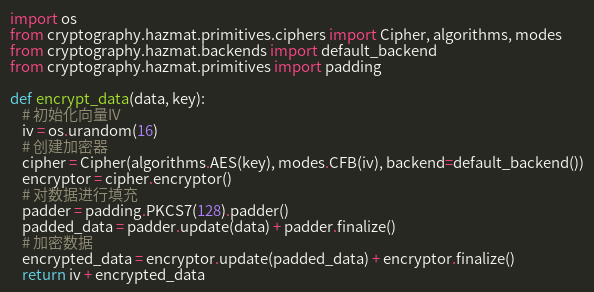 import os
from cryptography.hazmat.primitives.ciphers import Cipher, algorithms, modes
from cryptography.hazmat.backends import default_backend
from cryptography.hazmat.primitives import padding

def encrypt_data(data, key):
    # 初始化向量IV
    iv = os.urandom(16)
    # 创建加密器
    cipher = Cipher(algorithms.AES(key), modes.CFB(iv), backend=default_backend())
    encryptor = cipher.encryptor()
    # 对数据进行填充
    padder = padding.PKCS7(128).padder()
    padded_data = padder.update(data) + padder.finalize()
    # 加密数据
    encrypted_data = encryptor.update(padded_data) + encryptor.finalize()
    return iv + encrypted_data